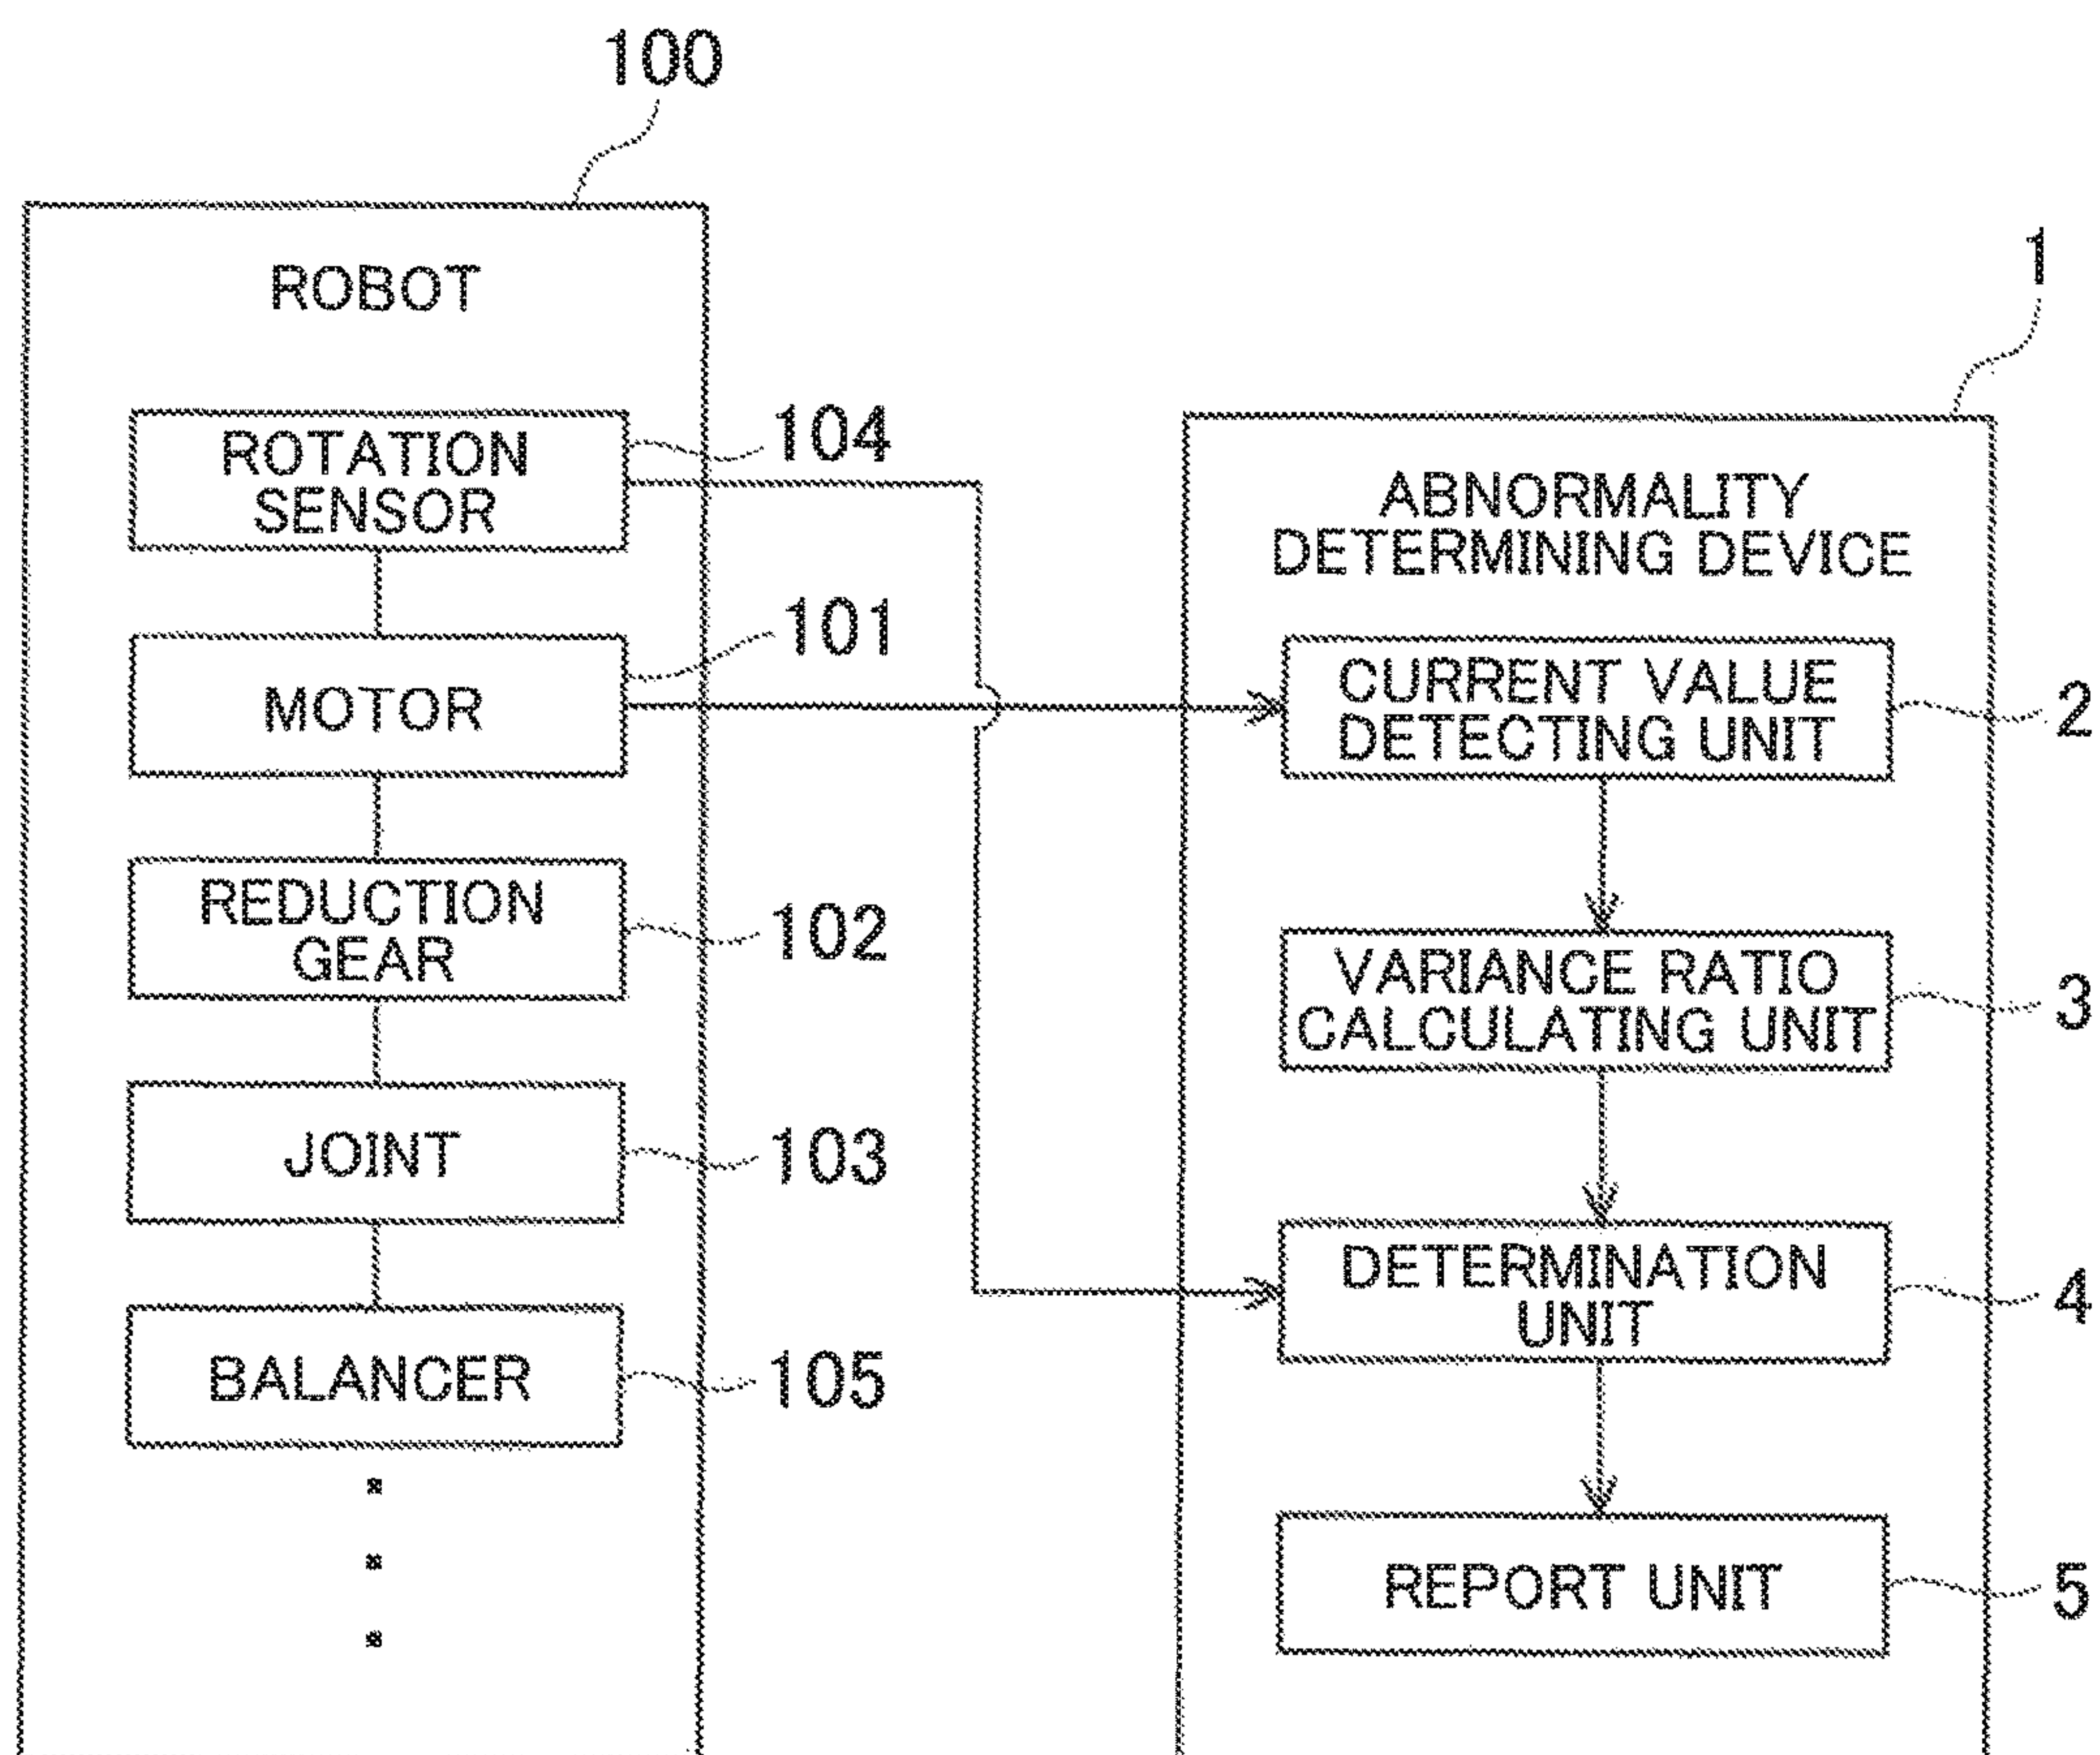 100
ROBOT
ROTATION
SENSOR
104
MOTOR
101
REDUCTION
GEAR
102
JOINT
103
BALANCER
105
1
ABNORMALITY
DETERMINING DEVICE
CURRENT VALUE
DETECTING UNIT
2
VARIANCE RATIO
CALCULATING UNIT
3
DETERMINATION
UNIT
4
REPORT UNIT
5